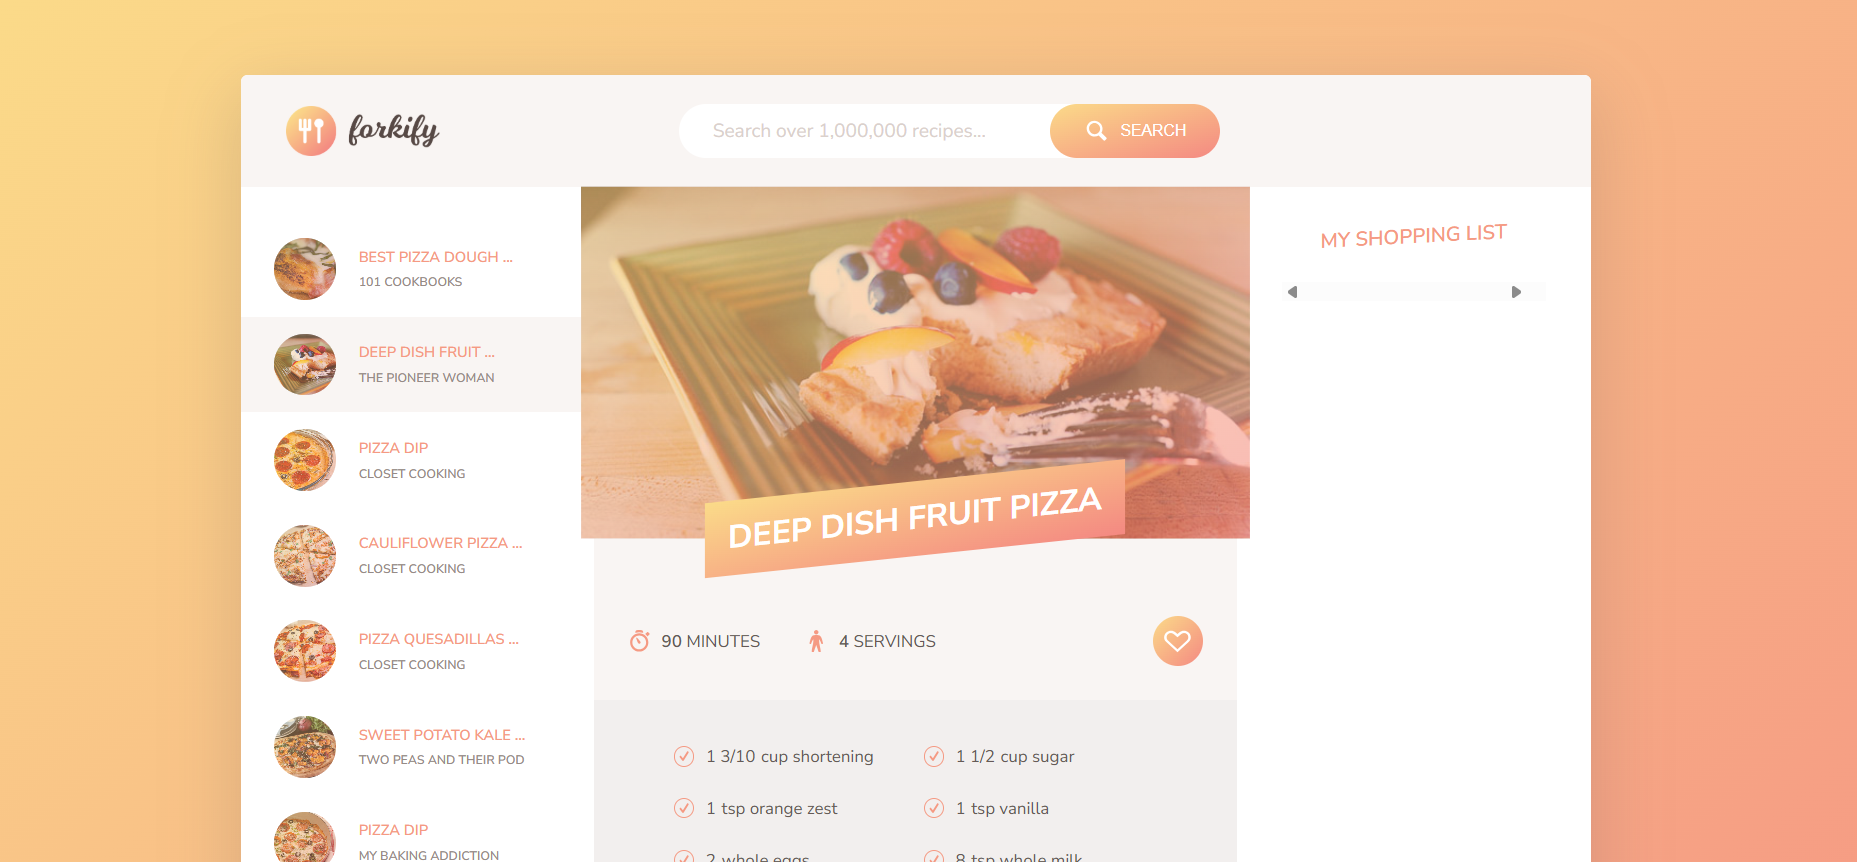 forkify
Search over 1,000,000 recipes...
SEARCH
BEST PIZZA DOUGH ...
101 COOKBOOKS
DEEP DISH FRUIT ...
THE PIONEER WOMAN
PIZZA DIP
CLOSET COOKING
CAULIFLOWER PIZZA ...
CLOSET COOKING
PIZZA QUESADILLAS ...
CLOSET COOKING
SWEET POTATO KALE ...
TWO PEAS AND THEIR POD
PIZZA DIP
MY BAKING ADDICTION
DEEP DISH FRUIT PIZZA
90 MINUTES
4 SERVINGS
1 3/10 cup shortening
1 1/2 cup sugar
1 tsp orange zest
1 tsp vanilla
2 whole eggs
8 tsp whole milk
MY SHOPPING LIST